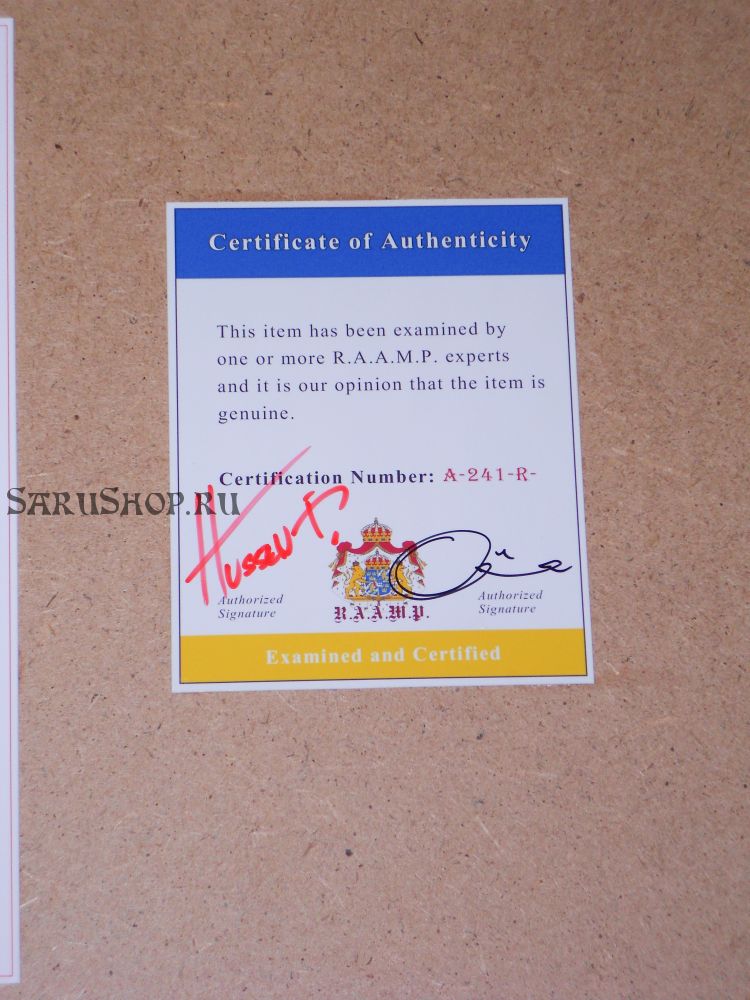 Certificate of Authenticity
This item has been examined by
one or more R.A.A.M.P. experts
and it is our opinion that the item is
genuine.
Certification Number: A-241-R-
SARUSHOP.RU
Authorized
Signature
R.A.A.M.P.
Authorized
Signature
Examined and Certified